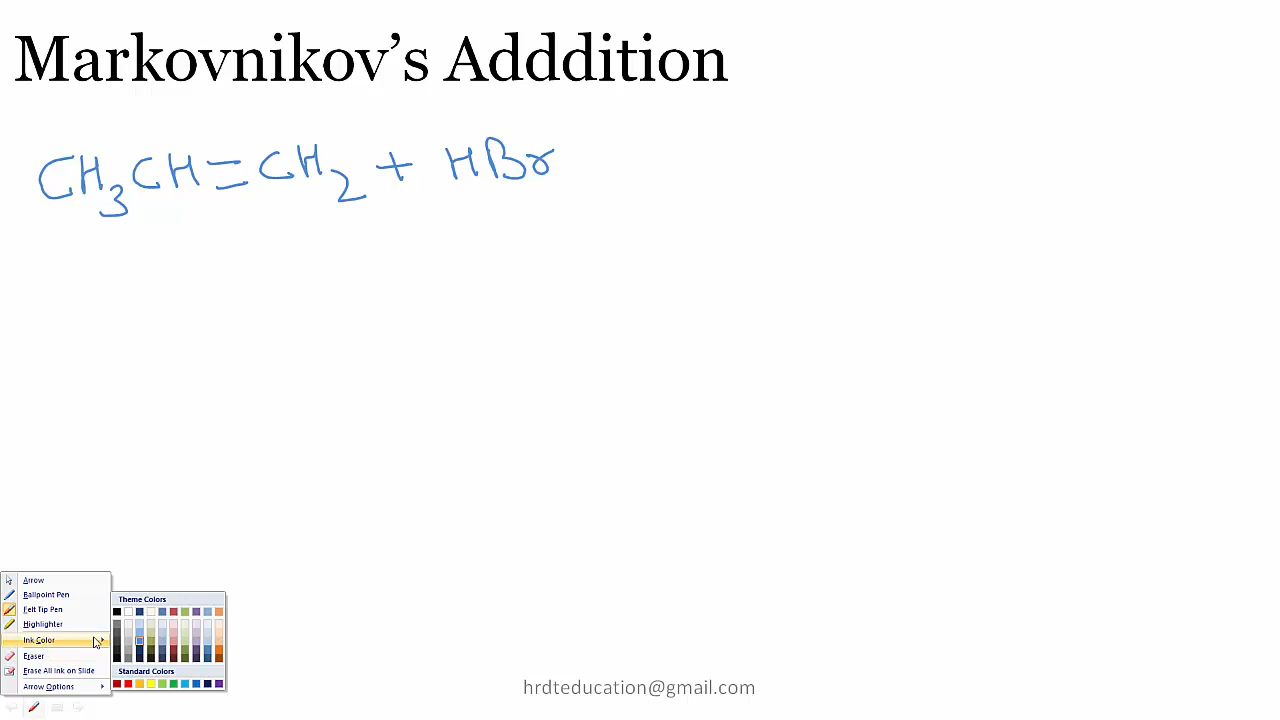 Markovnikov's Adddition
CH3CH=CH2 + HBr
Arrow
Ballpoint Pen
Felt Tip Pen
Highlighter
Ink Color
Eraser
Erase All Ink on Slide
Arrow Options
Theme Colors
Standard Colors
hrdteducation@gmail.com